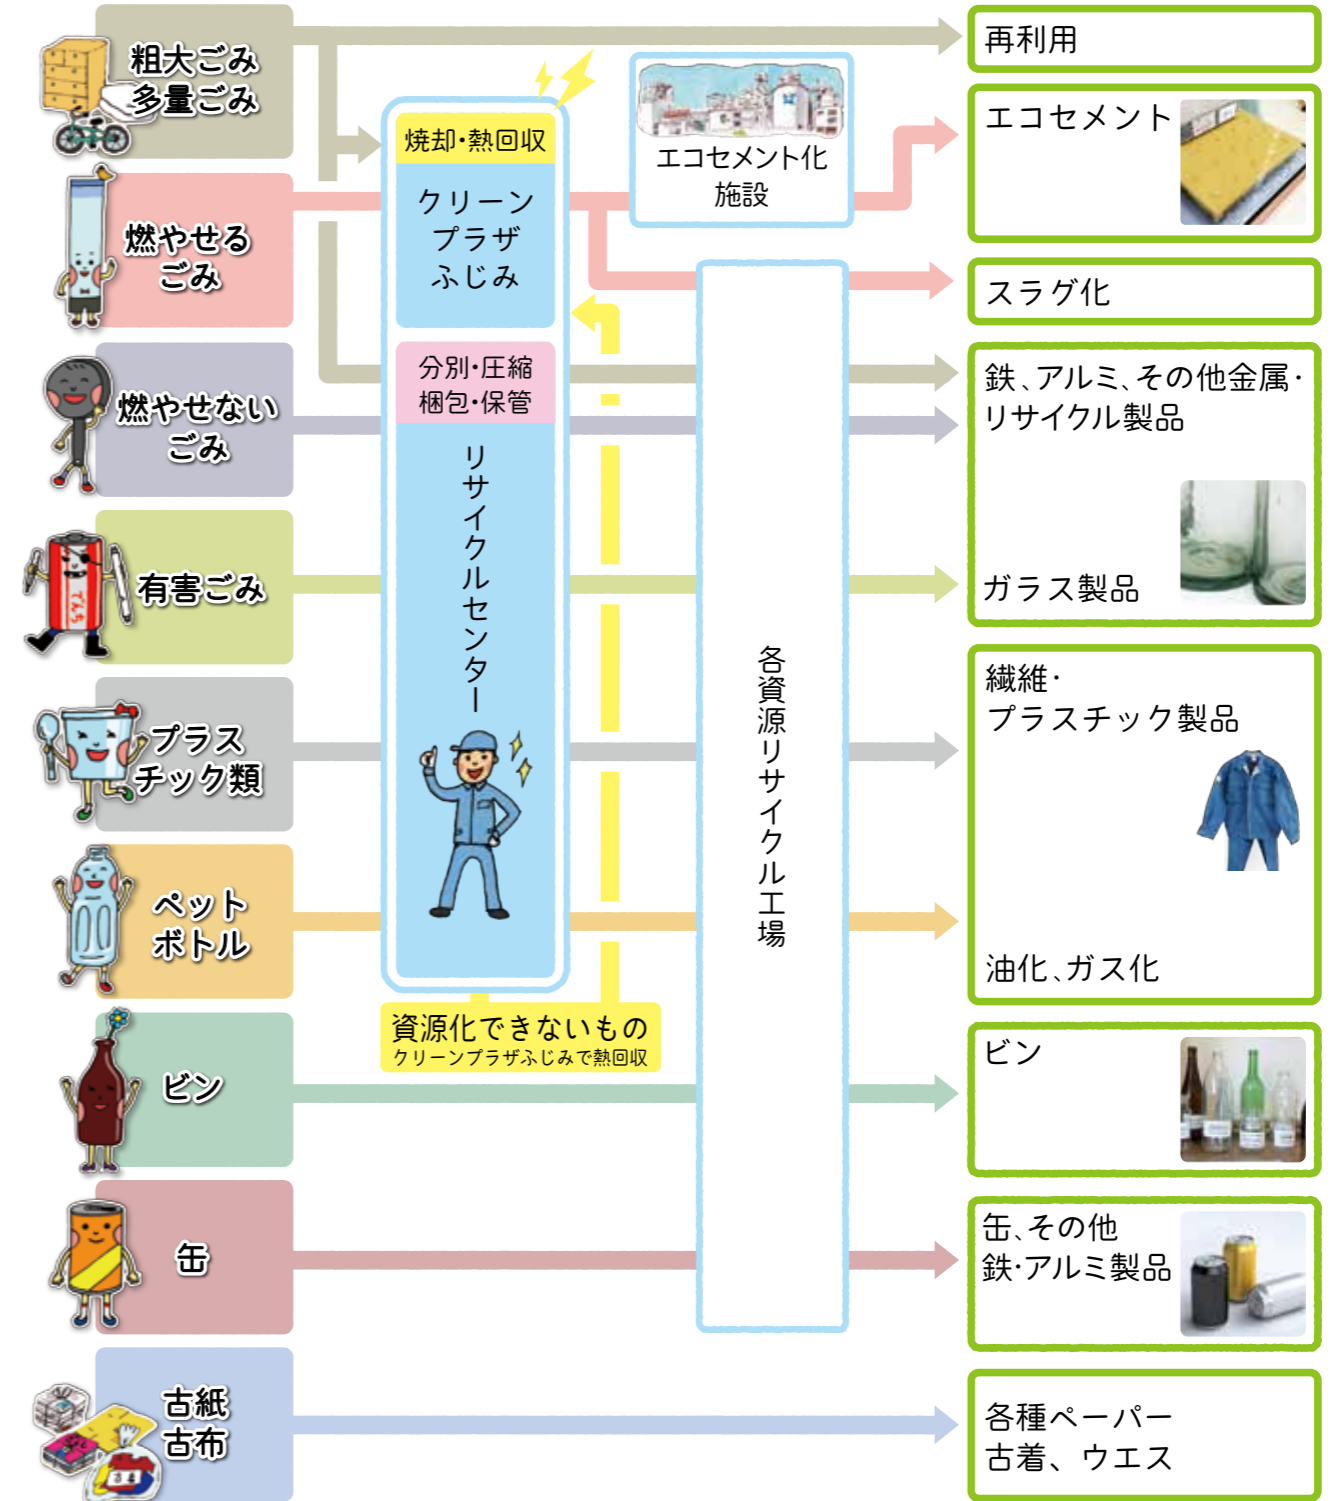 粗大ごみ
多量ごみ
再利用
焼却・熱回収
クリーン
プラザ
ふじみ
エコセメント化
施設
エコセメント
燃やせる
ごみ
スラグ化
燃やせない
ごみ
分別・圧縮
梱包・保管
リサイクルセンター
鉄、アルミ、その他金属・
リサイクル製品
でんち
有害ごみ
ガラス製品
各資源リサイクル工場
プラス
チック類
繊維・
プラスチック製品
ペット
ボトル
油化、ガス化
資源化できないもの
クリーンプラザふじみで熱回収
ビン
ビン
缶
缶、その他
鉄・アルミ製品
古紙
古布
34
各種ペーパー
古着、ウエス